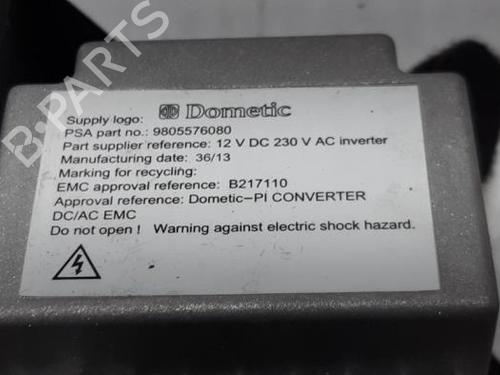 Supply logo: Dometic
PSA part no.: 9805576080
Part supplier reference: 12 V DC 230 V AC inverter
Manufacturing date: 36/13
Marking for recycling:
EMC approval reference: B217110
Approval reference: Dometic-PI CONVERTER
DC/AC EMC
Do not open ! Warning against electric shock hazard.
B-PARTS